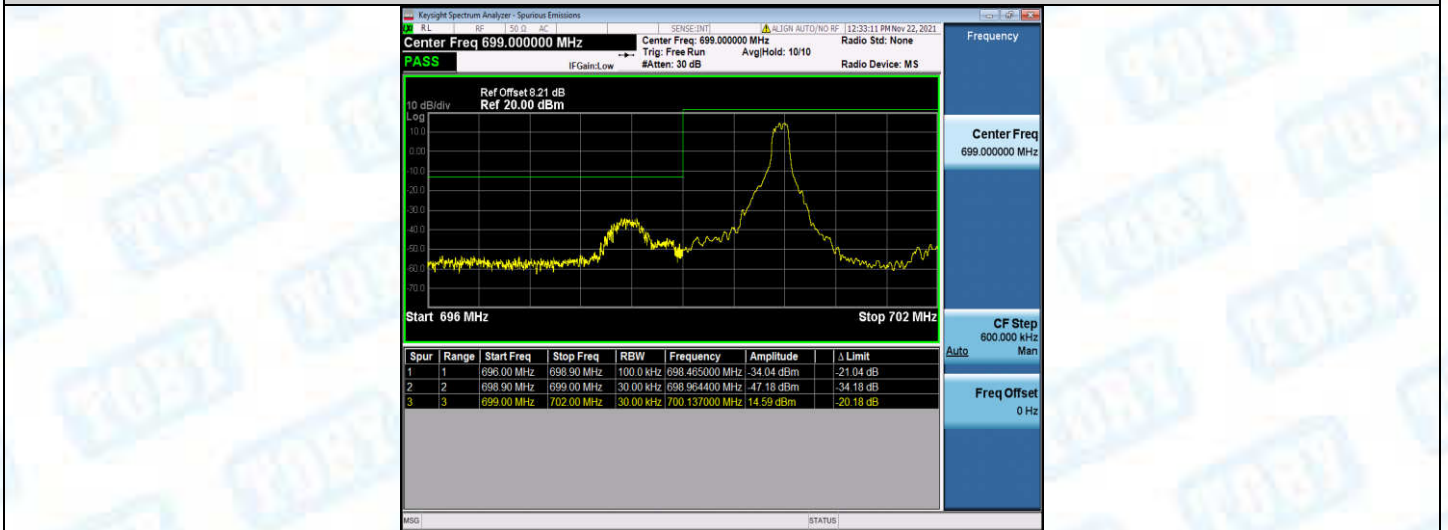 Keysight Spectrum Analyzer - Spurious Emissions
RL RF 50 Ω AC SENSE:INT ALIGN AUTO/NO RF 12:33:11 PM Nov 22, 2021
Center Freq 699.000000 MHz Center Freq: 699.000000 MHz Radio Std: None
Trig: Free Run Avg|Hold: 10/10
PASS IFGain:Low #Atten: 30 dB Radio Device: MS
Frequency
Ref Offset 8.21 dB
10 dB/div Ref 20.00 dBm
Log
10.0
0.00
-10.0
-20.0
-30.0
-40.0
-50.0
-60.0
-70.0
Start 696 MHz Stop 702 MHz
Center Freq
699.000000 MHz
CF Step
600.000 kHz
Auto Man
Freq Offset
0 Hz
Spur Range Start Freq Stop Freq RBW Frequency Amplitude Δ Limit
1 1 696.00 MHz 698.90 MHz 100.0 kHz 698.465000 MHz -34.04 dBm -21.04 dB
2 2 698.90 MHz 699.00 MHz 30.00 kHz 698.964400 MHz -47.18 dBm -34.18 dB
3 3 699.00 MHz 702.00 MHz 30.00 kHz 700.137000 MHz 14.59 dBm -20.18 dB
MSG STATUS